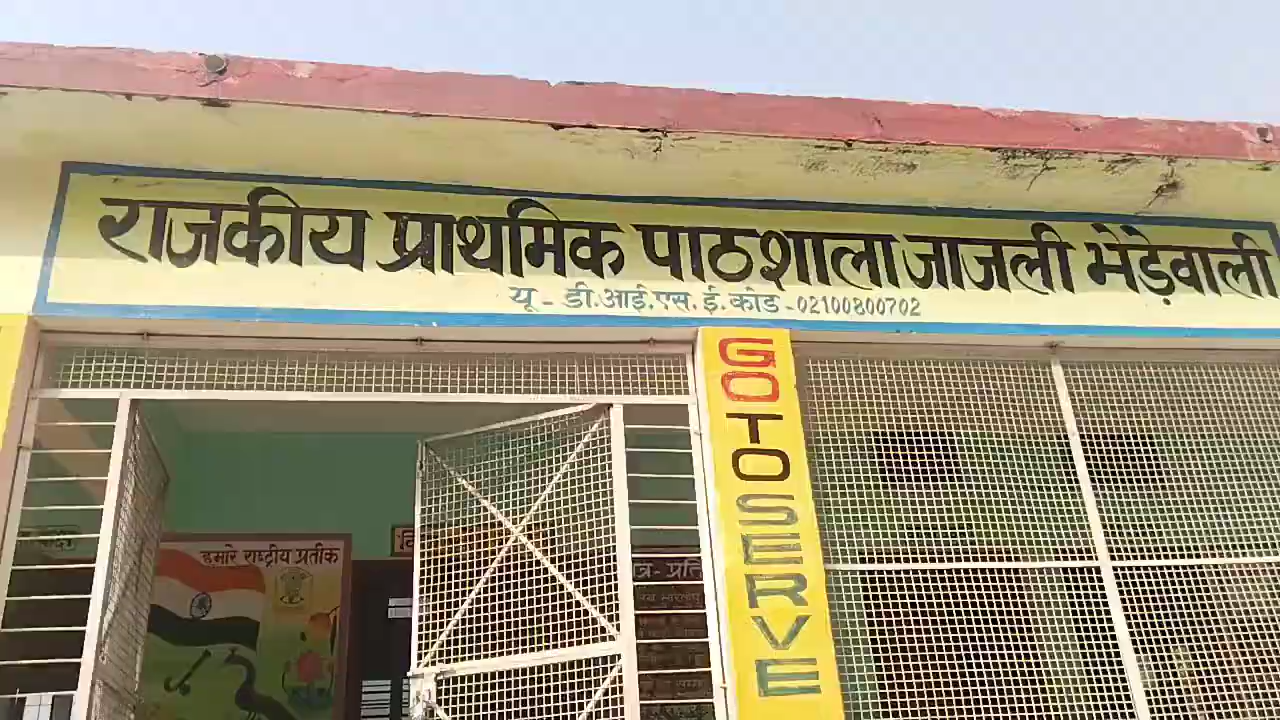 राजकीय प्राथमिक पाठशाला जाजली भेड़ेवाली
यू - डी.आई.एस.ई.कोड -02100800702
GO
TO
SERVE
हमारे राष्ट्रीय प्रतीक